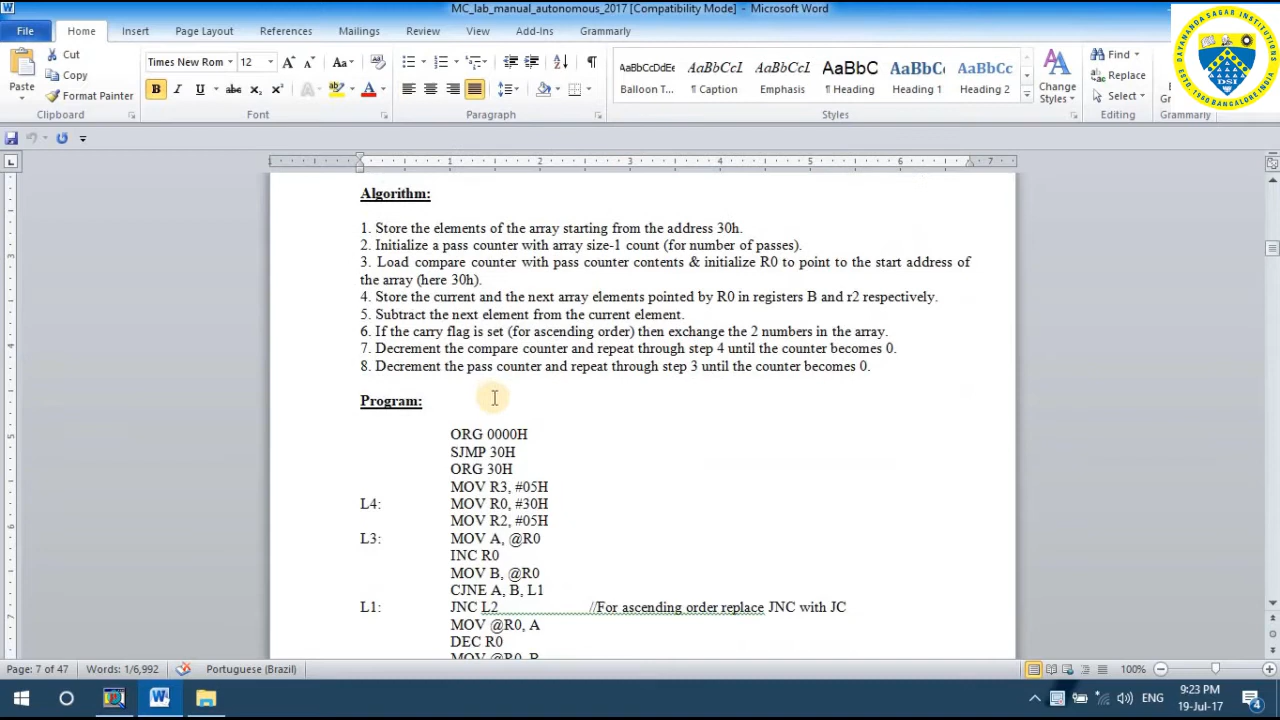 MC_lab_manual_autonomous_2017 [Compatibility Mode] - Microsoft Word
File Home Insert Page Layout References Mailings Review View Add-Ins Grammarly
Cut
Copy
Format Painter
Paste
Clipboard
Times New Rom 12
Font
Paragraph
AaBbCcDdEe Balloon T...
AaBbCcL ¶ Caption
AaBbCcL Emphasis
AaBbC ¶ Heading
AaBbCc Heading 1
AaBbCc Heading 2
Change Styles
Styles
Find
Replace
Select
Editing
Grammarly
DAYANANDA SAGAR INSTITUTIONS
ESTD. 1960 BANGALORE INDIA
DSI
Algorithm:
1. Store the elements of the array starting from the address 30h.
2. Initialize a pass counter with array size-1 count (for number of passes).
3. Load compare counter with pass counter contents & initialize R0 to point to the start address of
the array (here 30h).
4. Store the current and the next array elements pointed by R0 in registers B and r2 respectively.
5. Subtract the next element from the current element.
6. If the carry flag is set (for ascending order) then exchange the 2 numbers in the array.
7. Decrement the compare counter and repeat through step 4 until the counter becomes 0.
8. Decrement the pass counter and repeat through step 3 until the counter becomes 0.
Program:
ORG 0000H
SJMP 30H
ORG 30H
MOV R3, #05H
L4: MOV R0, #30H
MOV R2, #05H
L3: MOV A, @R0
INC R0
MOV B, @R0
CJNE A, B, L1
L1: JNC L2 //For ascending order replace JNC with JC
MOV @R0, A
DEC R0
MOV @R0, B
Page: 7 of 47 Words: 1/6,992 Portuguese (Brazil) 100%
ENG
9:23 PM
19-Jul-17
4